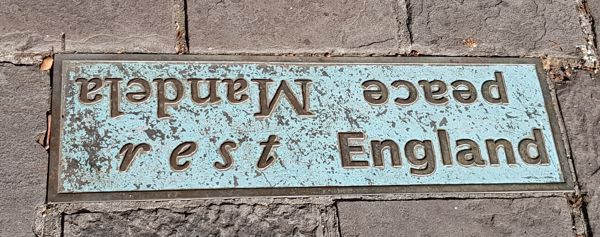 rest England
peace Mandela